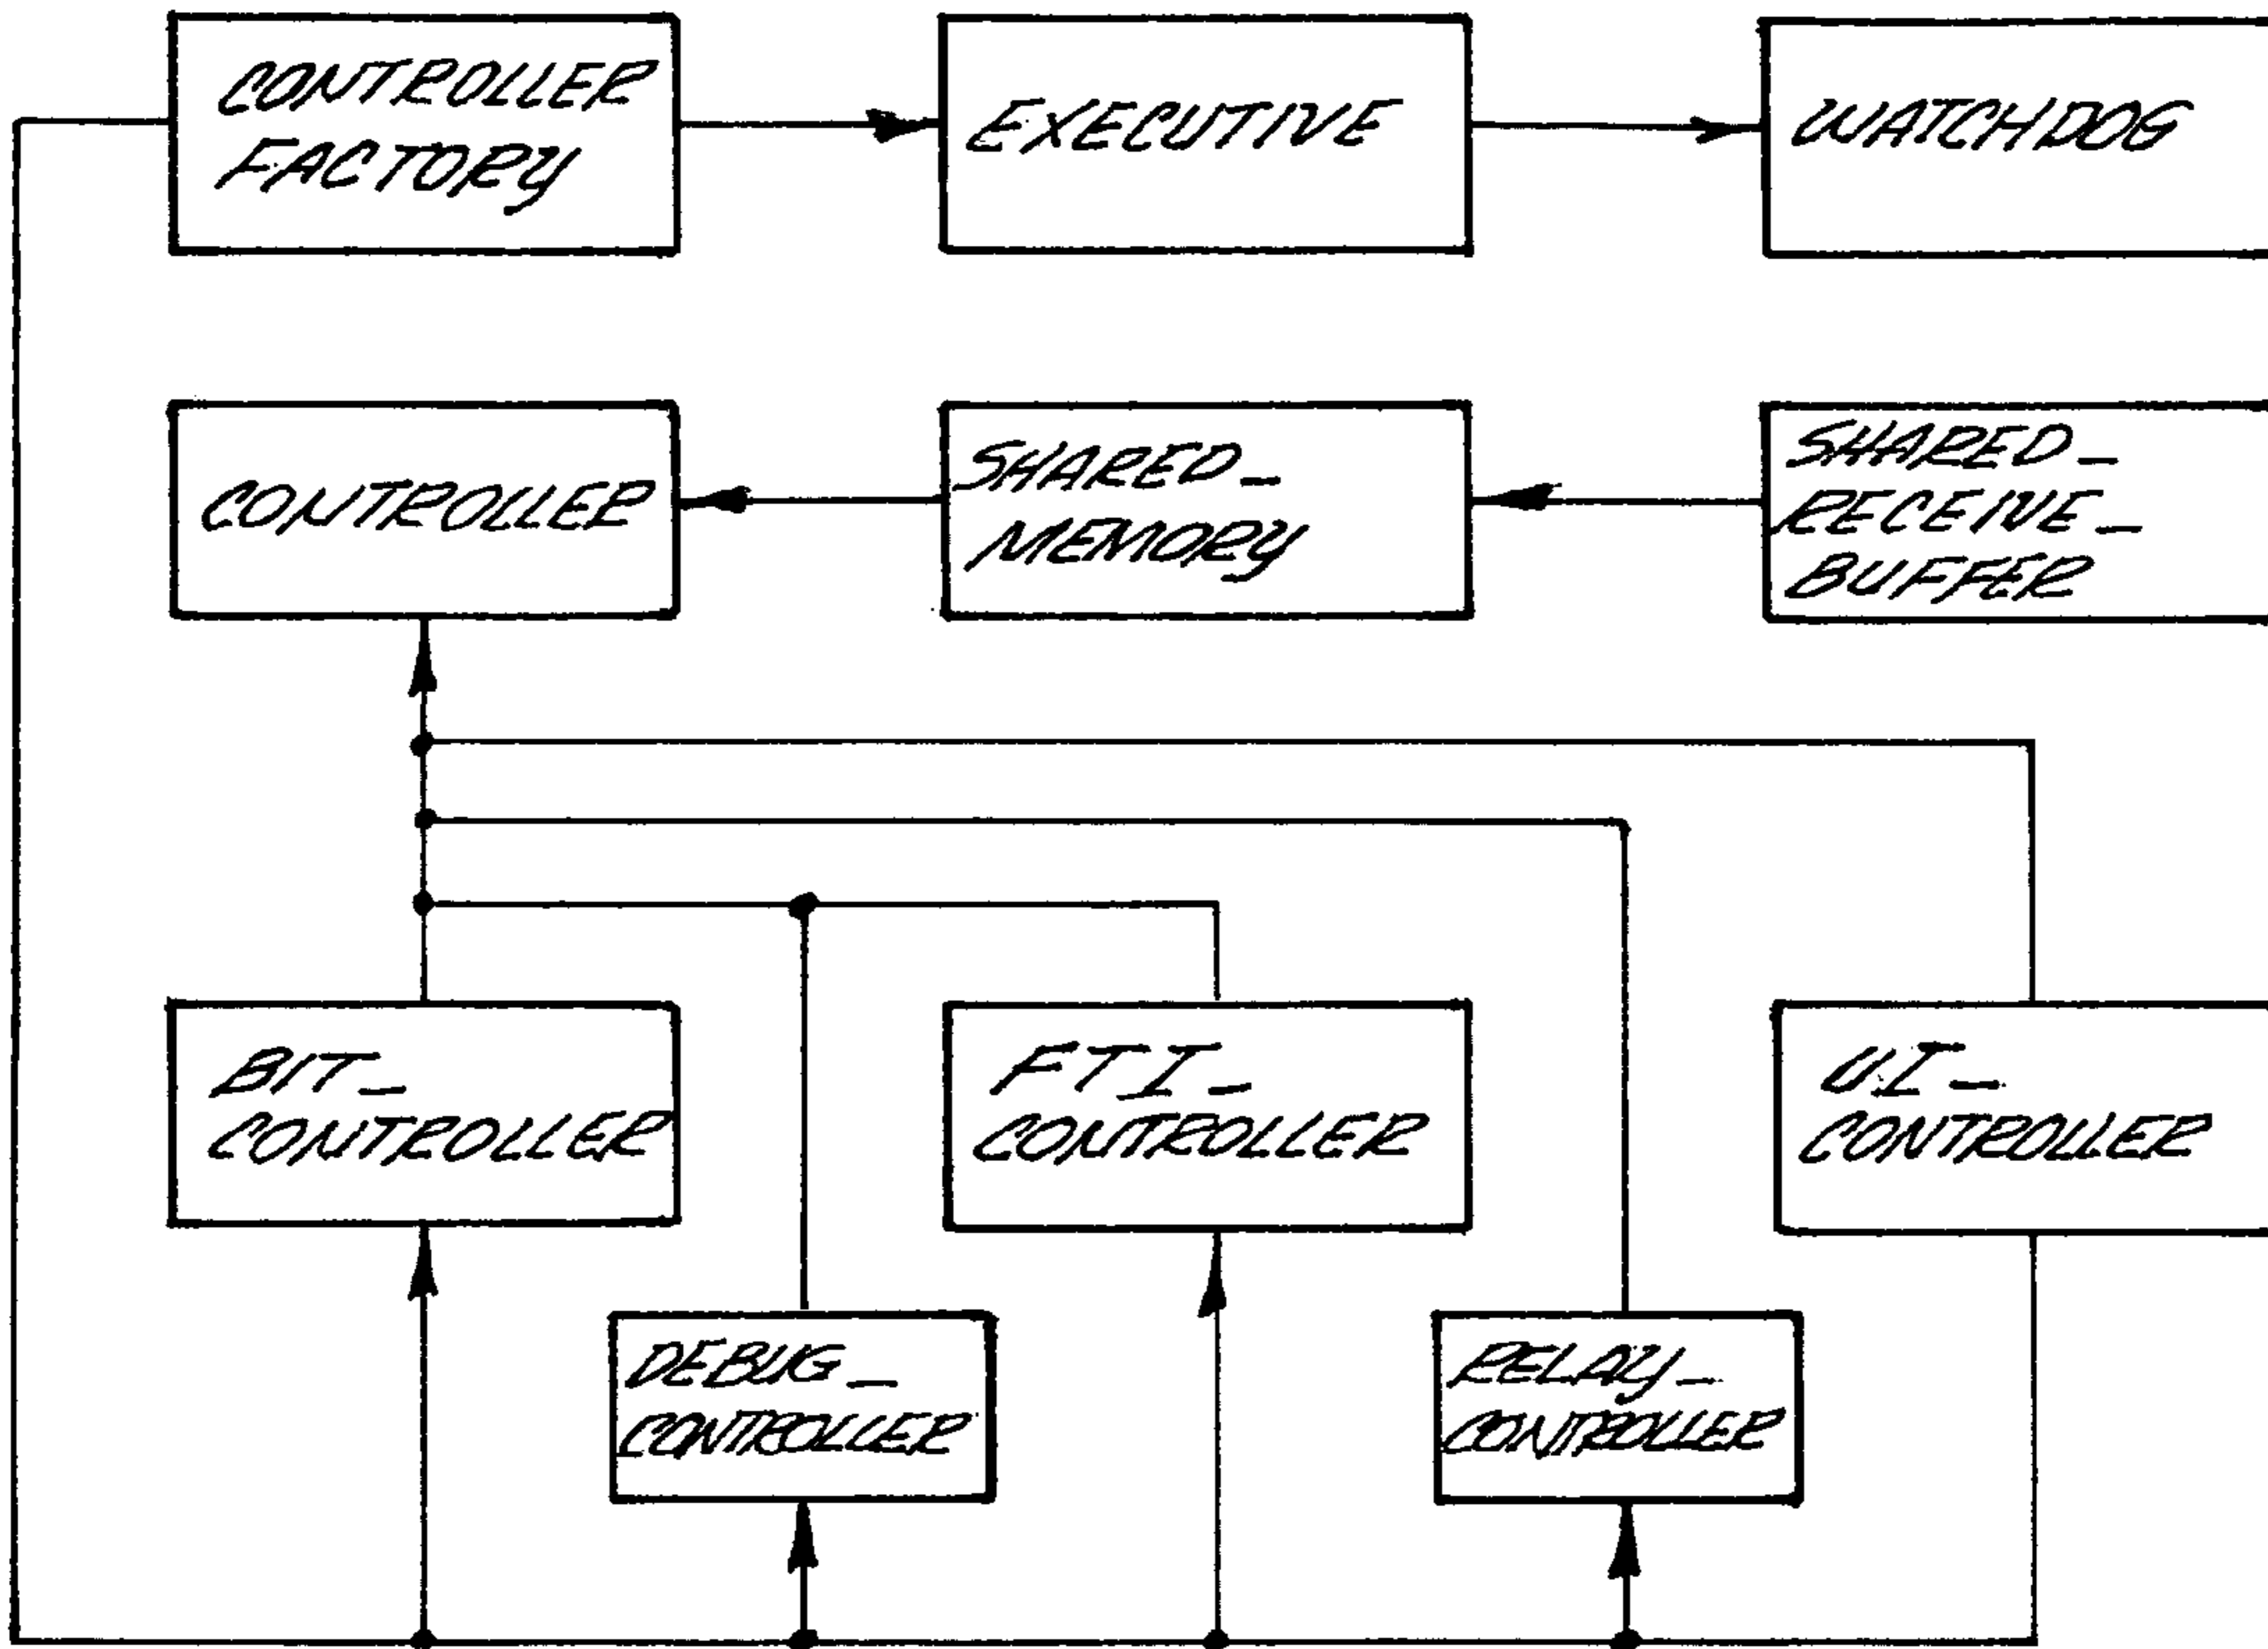 CONTROLLER
FACTORY
EXECUTIVE
WATCHDOG
CONTROLLER
SHARED_
MEMORY
SHARED_
RECEIVE_
BUFFER
BIT_
CONTROLLER
FTI_
CONTROLLER
UI_
CONTROLLER
DEBUG_
CONTROLLER
RELAY_
CONTROLLER